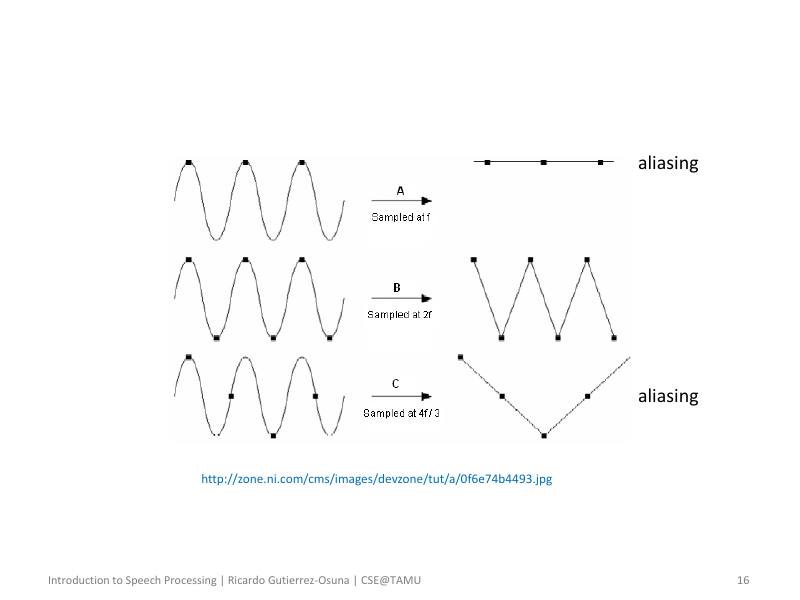 aliasing
A
Sampled at f
B
Sampled at 2f
C
Sampled at 4f/3
aliasing
http://zone.ni.com/cms/images/devzone/tut/a/0f6e74b4493.jpg
Introduction to Speech Processing | Ricardo Gutierrez-Osuna | CSE@TAMU
16